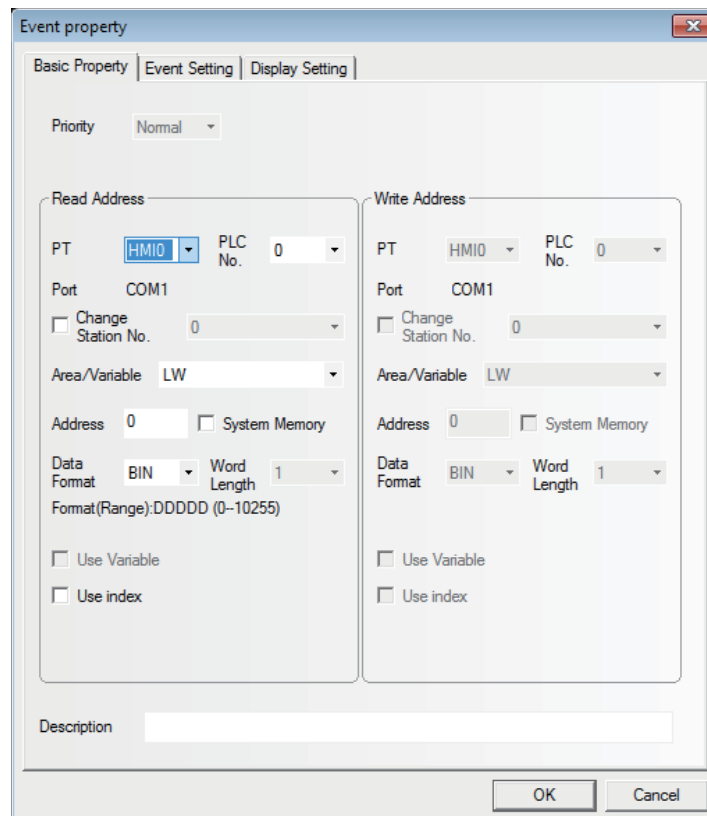 Event property
Basic Property Event Setting Display Setting
Priority Normal
Read Address
PT HMI0 PLC No. 0
Port COM1
Change Station No. 0
Area/Variable LW
Address 0 System Memory
Data Format BIN Word Length 1
Format(Range):DDDDD (0--10255)
Use Variable
Use index
Write Address
PT HMI0 PLC No. 0
Port COM1
Change Station No. 0
Area/Variable LW
Address 0 System Memory
Data Format BIN Word Length 1
Use Variable
Use index
Description
OK Cancel